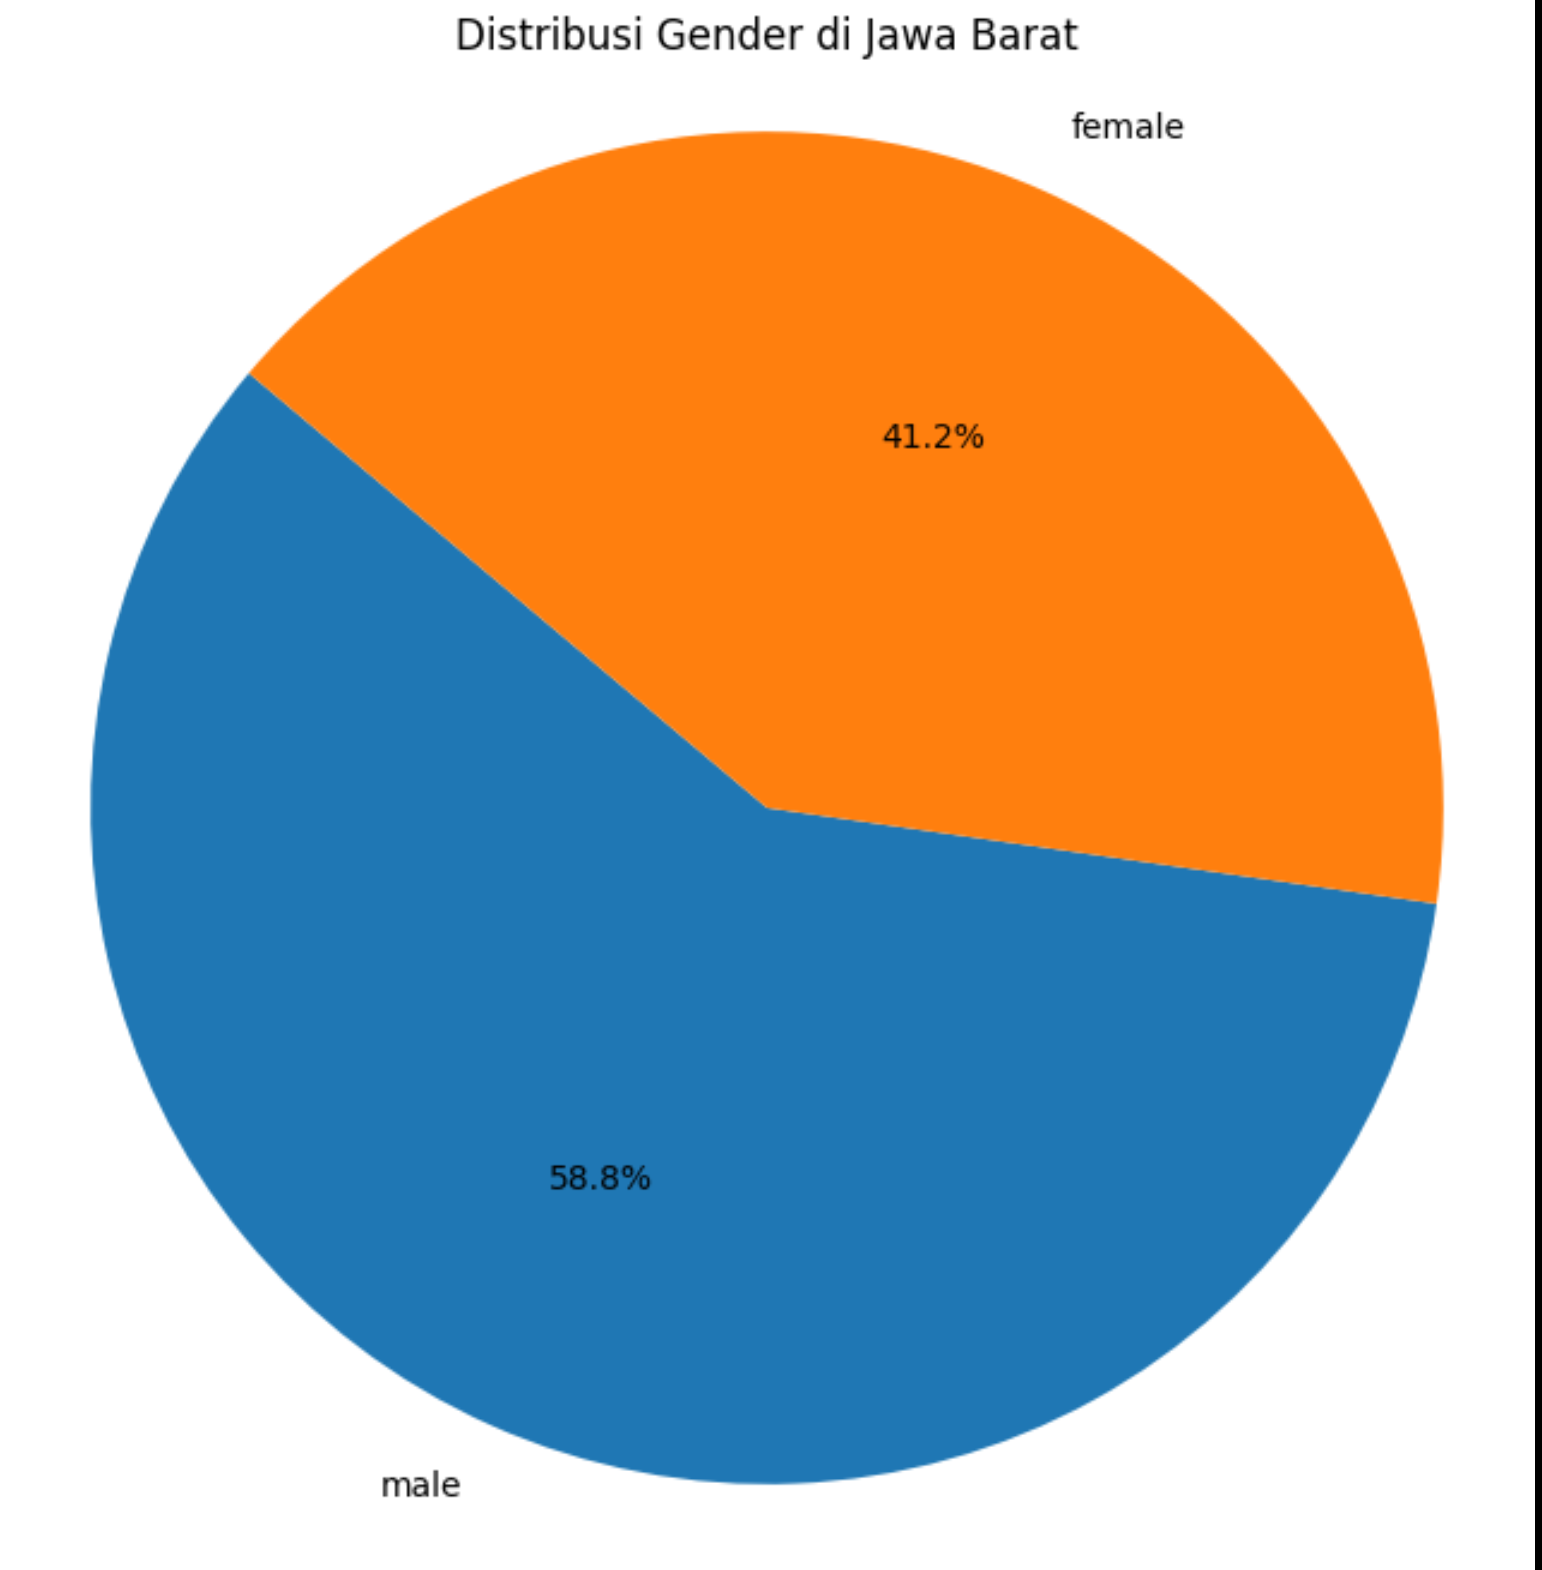 Distribusi Gender di Jawa Barat
female
41.2%
58.8%
male